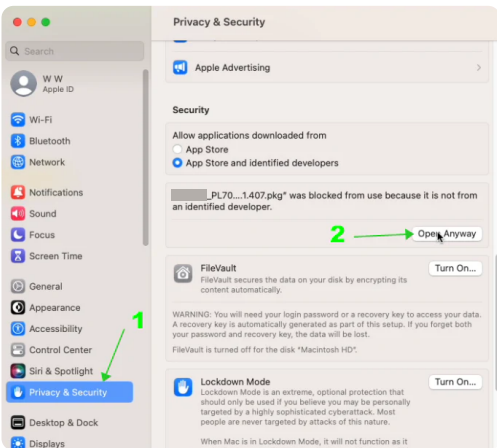 Privacy & Security
Search
W W
Apple ID
Wi-Fi
Bluetooth
Network
Notifications
Sound
Focus
Screen Time
General
Appearance
Accessibility
Control Center
Siri & Spotlight
Privacy & Security
Desktop & Dock
Displays
1
Apple Advertising
Security
Allow applications downloaded from
App Store
App Store and identified developers
_PL70....1.407.pkg" was blocked from use because it is not from
an identified developer.
2
Open Anyway
FileVault
Turn On...
FileVault secures the data on your disk by encrypting its
content automatically.
WARNING: You will need your login password or a recovery key to access your data.
A recovery key is automatically generated as part of this setup. If you forget both
your password and recovery key, the data will be lost.
FileVault is turned off for the disk "Macintosh HD".
Lockdown Mode
Turn On...
Lockdown Mode is an extreme, optional protection that
should only be used if you believe you may be personally
targeted by a highly sophisticated cyberattack. Most
people are never targeted by attacks of this nature.
When Mac is in Lockdown Mode, it will not function as it